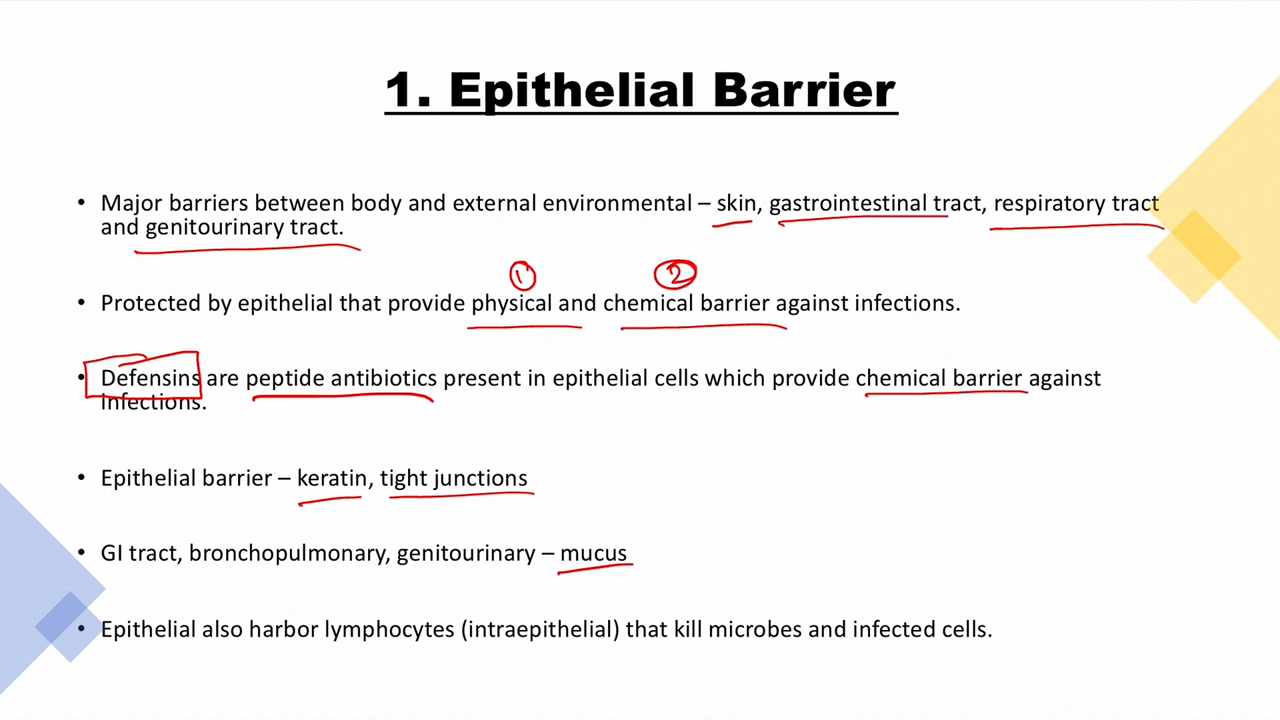 1. Epithelial Barrier
• Major barriers between body and external environmental – skin, gastrointestinal tract, respiratory tract
and genitourinary tract.
1 2
• Protected by epithelial that provide physical and chemical barrier against infections.
• Defensins are peptide antibiotics present in epithelial cells which provide chemical barrier against
infections.
• Epithelial barrier – keratin, tight junctions
• GI tract, bronchopulmonary, genitourinary – mucus
• Epithelial also harbor lymphocytes (intraepithelial) that kill microbes and infected cells.